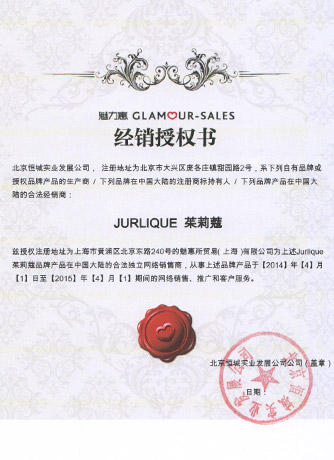 魅力惠 GLAMOUR-SALES
经销授权书
北京恒城实业发展公司，注册地址为北京市大兴区庞各庄镇甜园路2号，系下列自有品牌或
授权品牌产品的生产商 / 下列品牌在中国大陆的注册商标持有人 / 下列品牌产品在中国大
陆的合法经销商：
JURLIQUE 茱莉蔻
兹授权注册地址为上海市黄浦区北京东路240号的魅惠所贸易(上海)有限公司为上述Jurlique
茱莉蔻品牌产品在中国大陆的合法独立网络销售商，从事上述品牌产品于【2014】年【4】月
【1】日至【2015】年【4】月【1】期间的网络销售、推广和客户服务。
北京恒城实业发展公司公司（盖章）
日期：